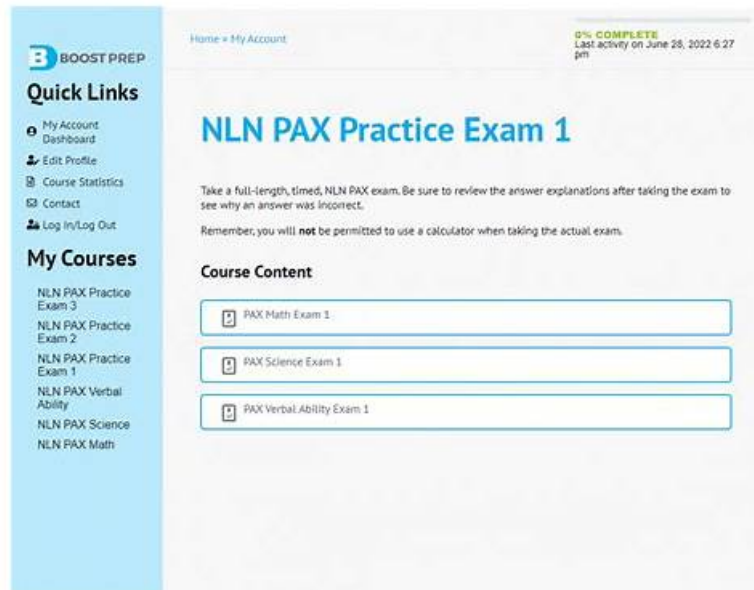 BOOST PREP
Quick Links
My Account
Dashboard
Edit Profile
Course Statistics
Contact
Log In/Log Out
My Courses
NLN PAX Practice
Exam 3
NLN PAX Practice
Exam 2
NLN PAX Practice
Exam 1
NLN PAX Verbal
Ability
NLN PAX Science
NLN PAX Math
Home » My Account
0% COMPLETE
Last activity on June 28, 2022 6:27
pm
NLN PAX Practice Exam 1
Take a full-length, timed, NLN PAX exam. Be sure to review the answer explanations after taking the exam to
see why an answer was incorrect.
Remember, you will not be permitted to use a calculator when taking the actual exam.
Course Content
PAX Math Exam 1
PAX Science Exam 1
PAX Verbal Ability Exam 1